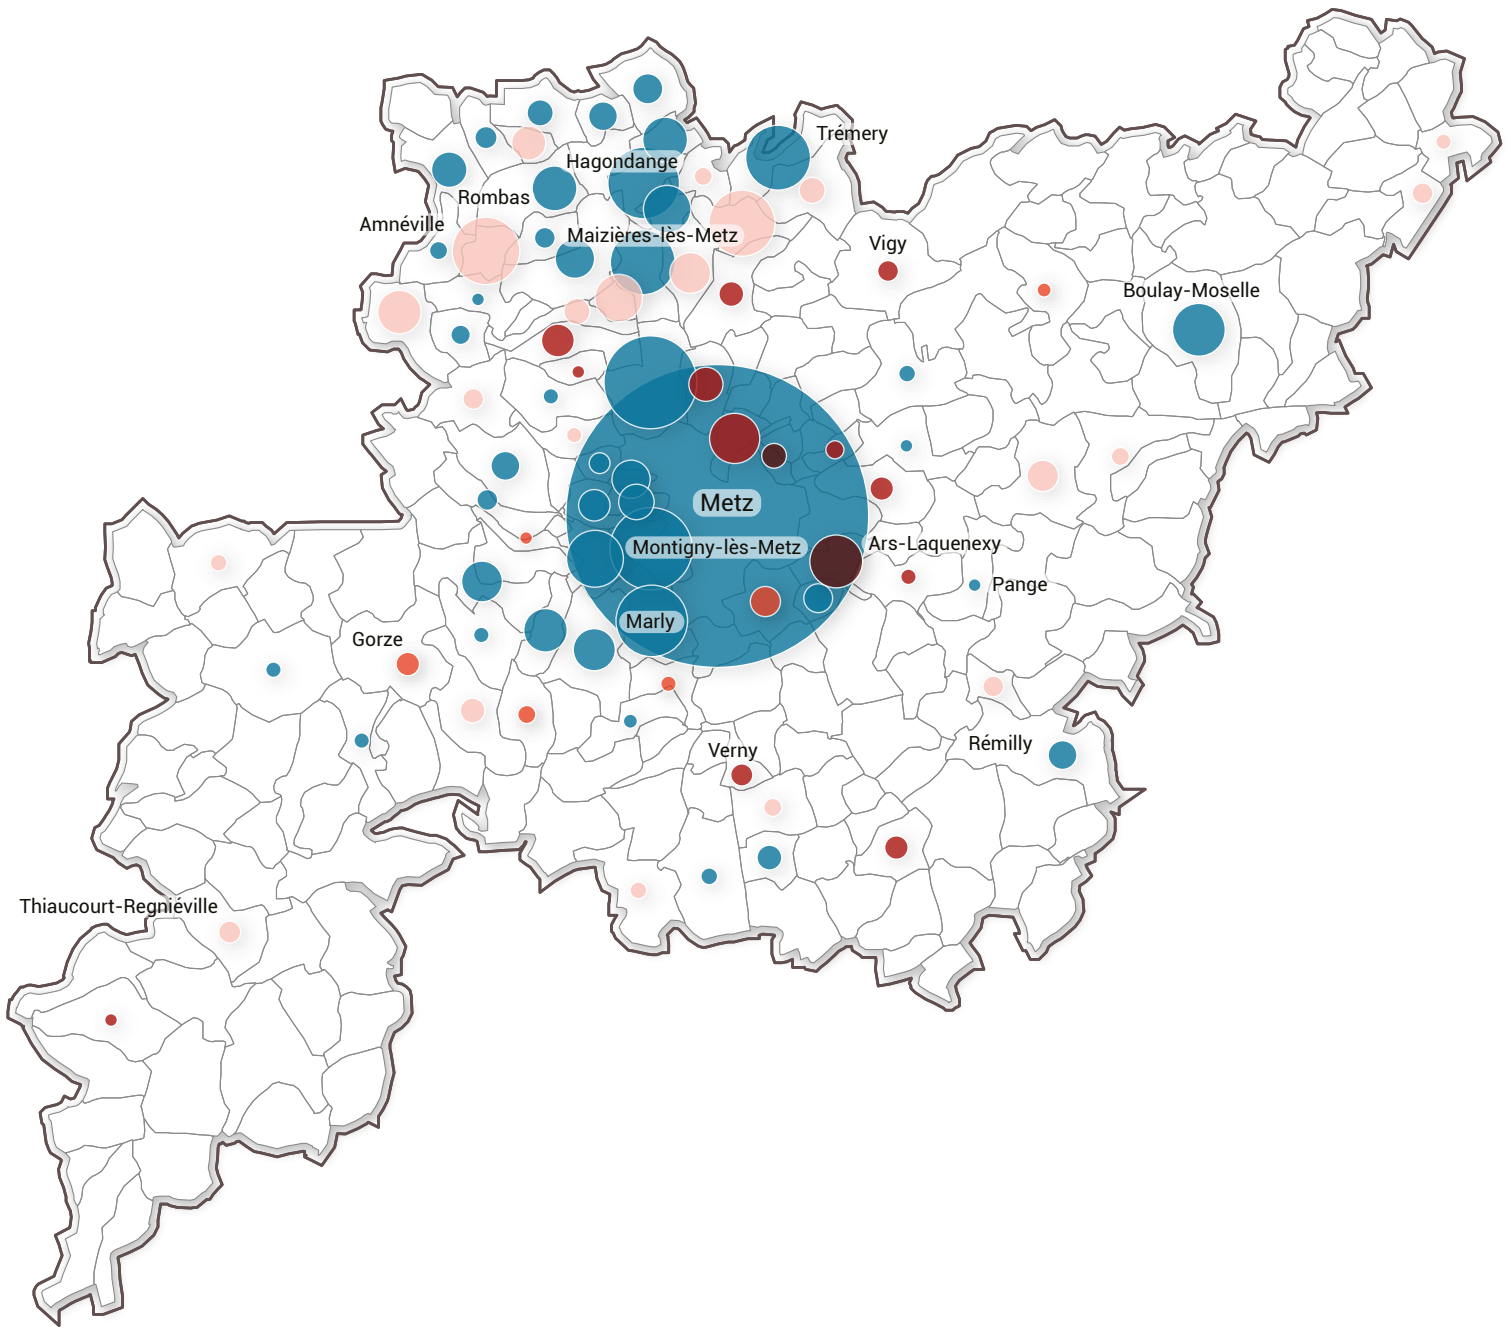 Trémery
Hagondange
Rombas
Amnéville
Maizières-lès-Metz
Vigy
Boulay-Moselle
Metz
Montigny-lès-Metz
Ars-Laquenexy
Pange
Marly
Gorze
Rémilly
Verny
Thiaucourt-Regniéville